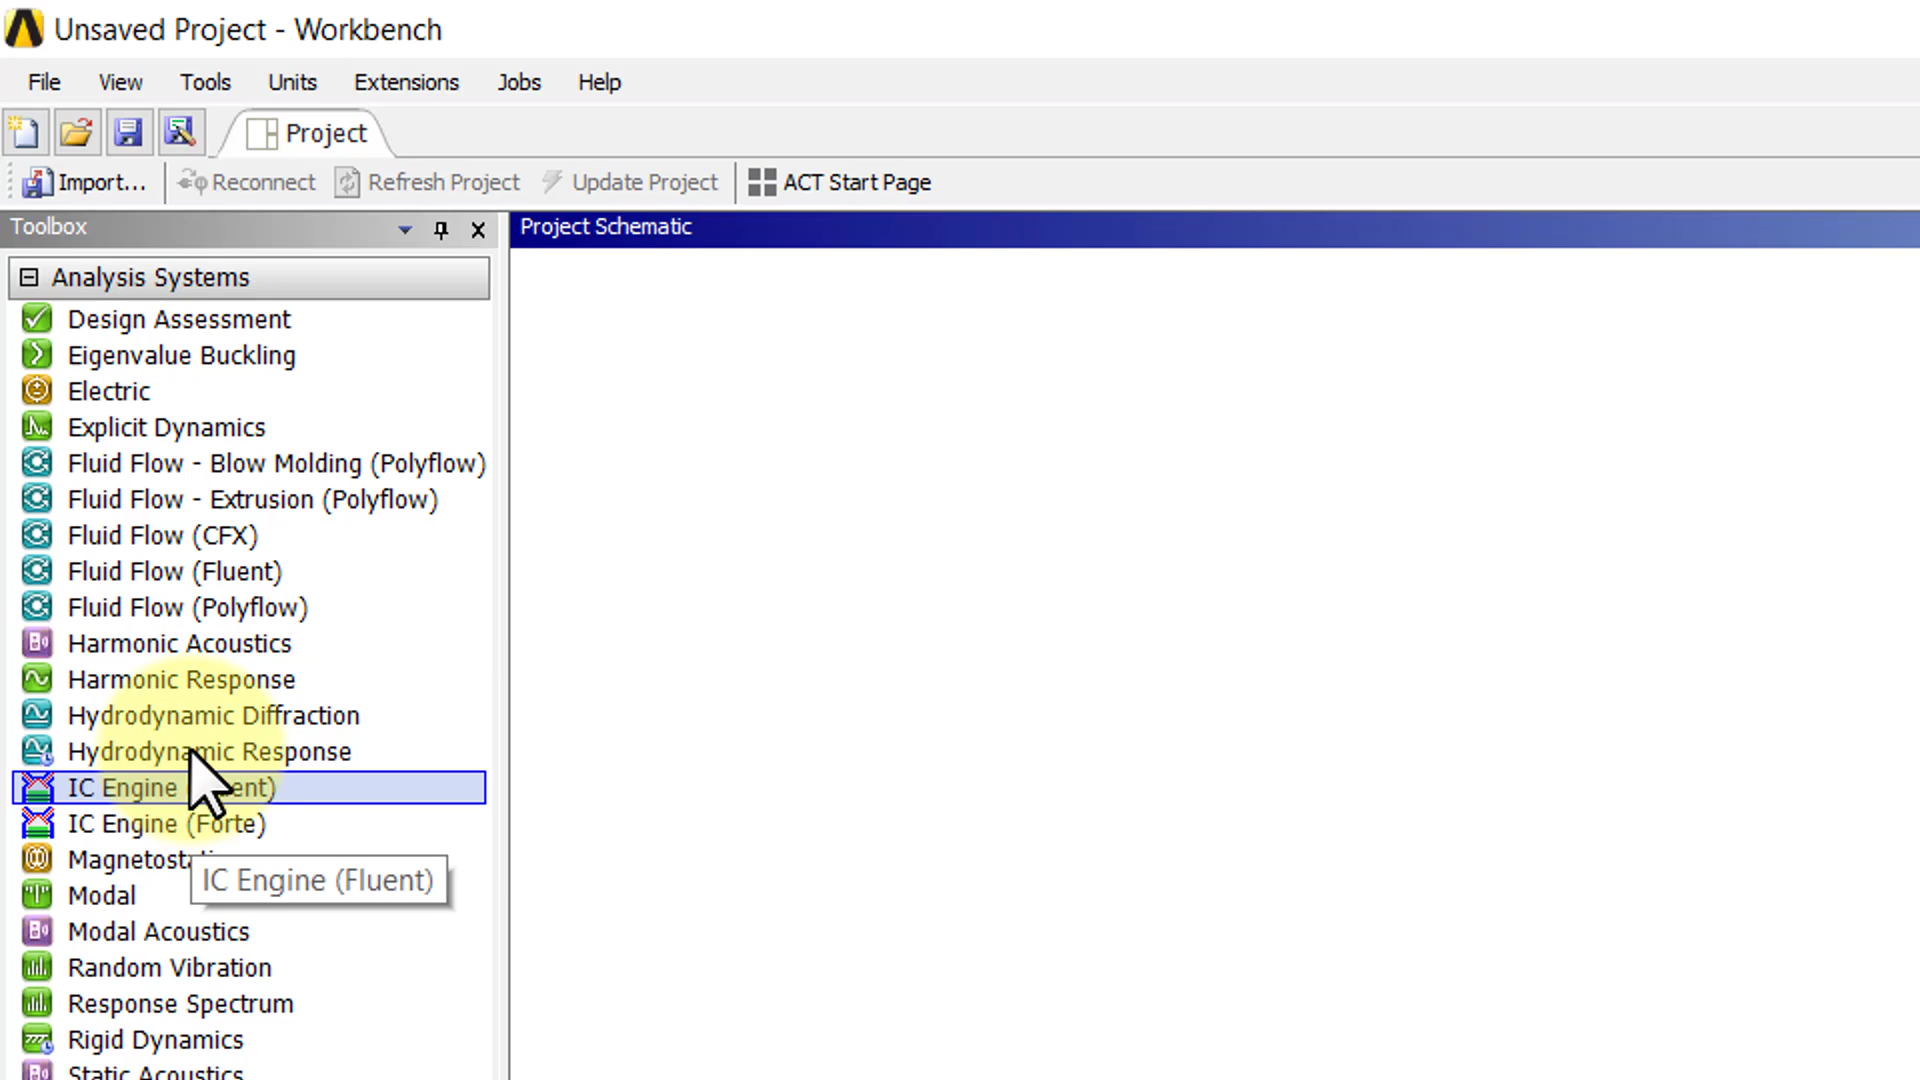 Unsaved Project - Workbench
File View Tools Units Extensions Jobs Help
Project
Import... Reconnect Refresh Project Update Project ACT Start Page
Toolbox
Project Schematic
Analysis Systems
Design Assessment
Eigenvalue Buckling
Electric
Explicit Dynamics
Fluid Flow - Blow Molding (Polyflow)
Fluid Flow - Extrusion (Polyflow)
Fluid Flow (CFX)
Fluid Flow (Fluent)
Fluid Flow (Polyflow)
Harmonic Acoustics
Harmonic Response
Hydrodynamic Diffraction
Hydrodynamic Response
IC Engine (Fluent)
IC Engine (Forte)
IC Engine (Fluent)
Modal
Modal Acoustics
Random Vibration
Response Spectrum
Rigid Dynamics
Static Acoustics